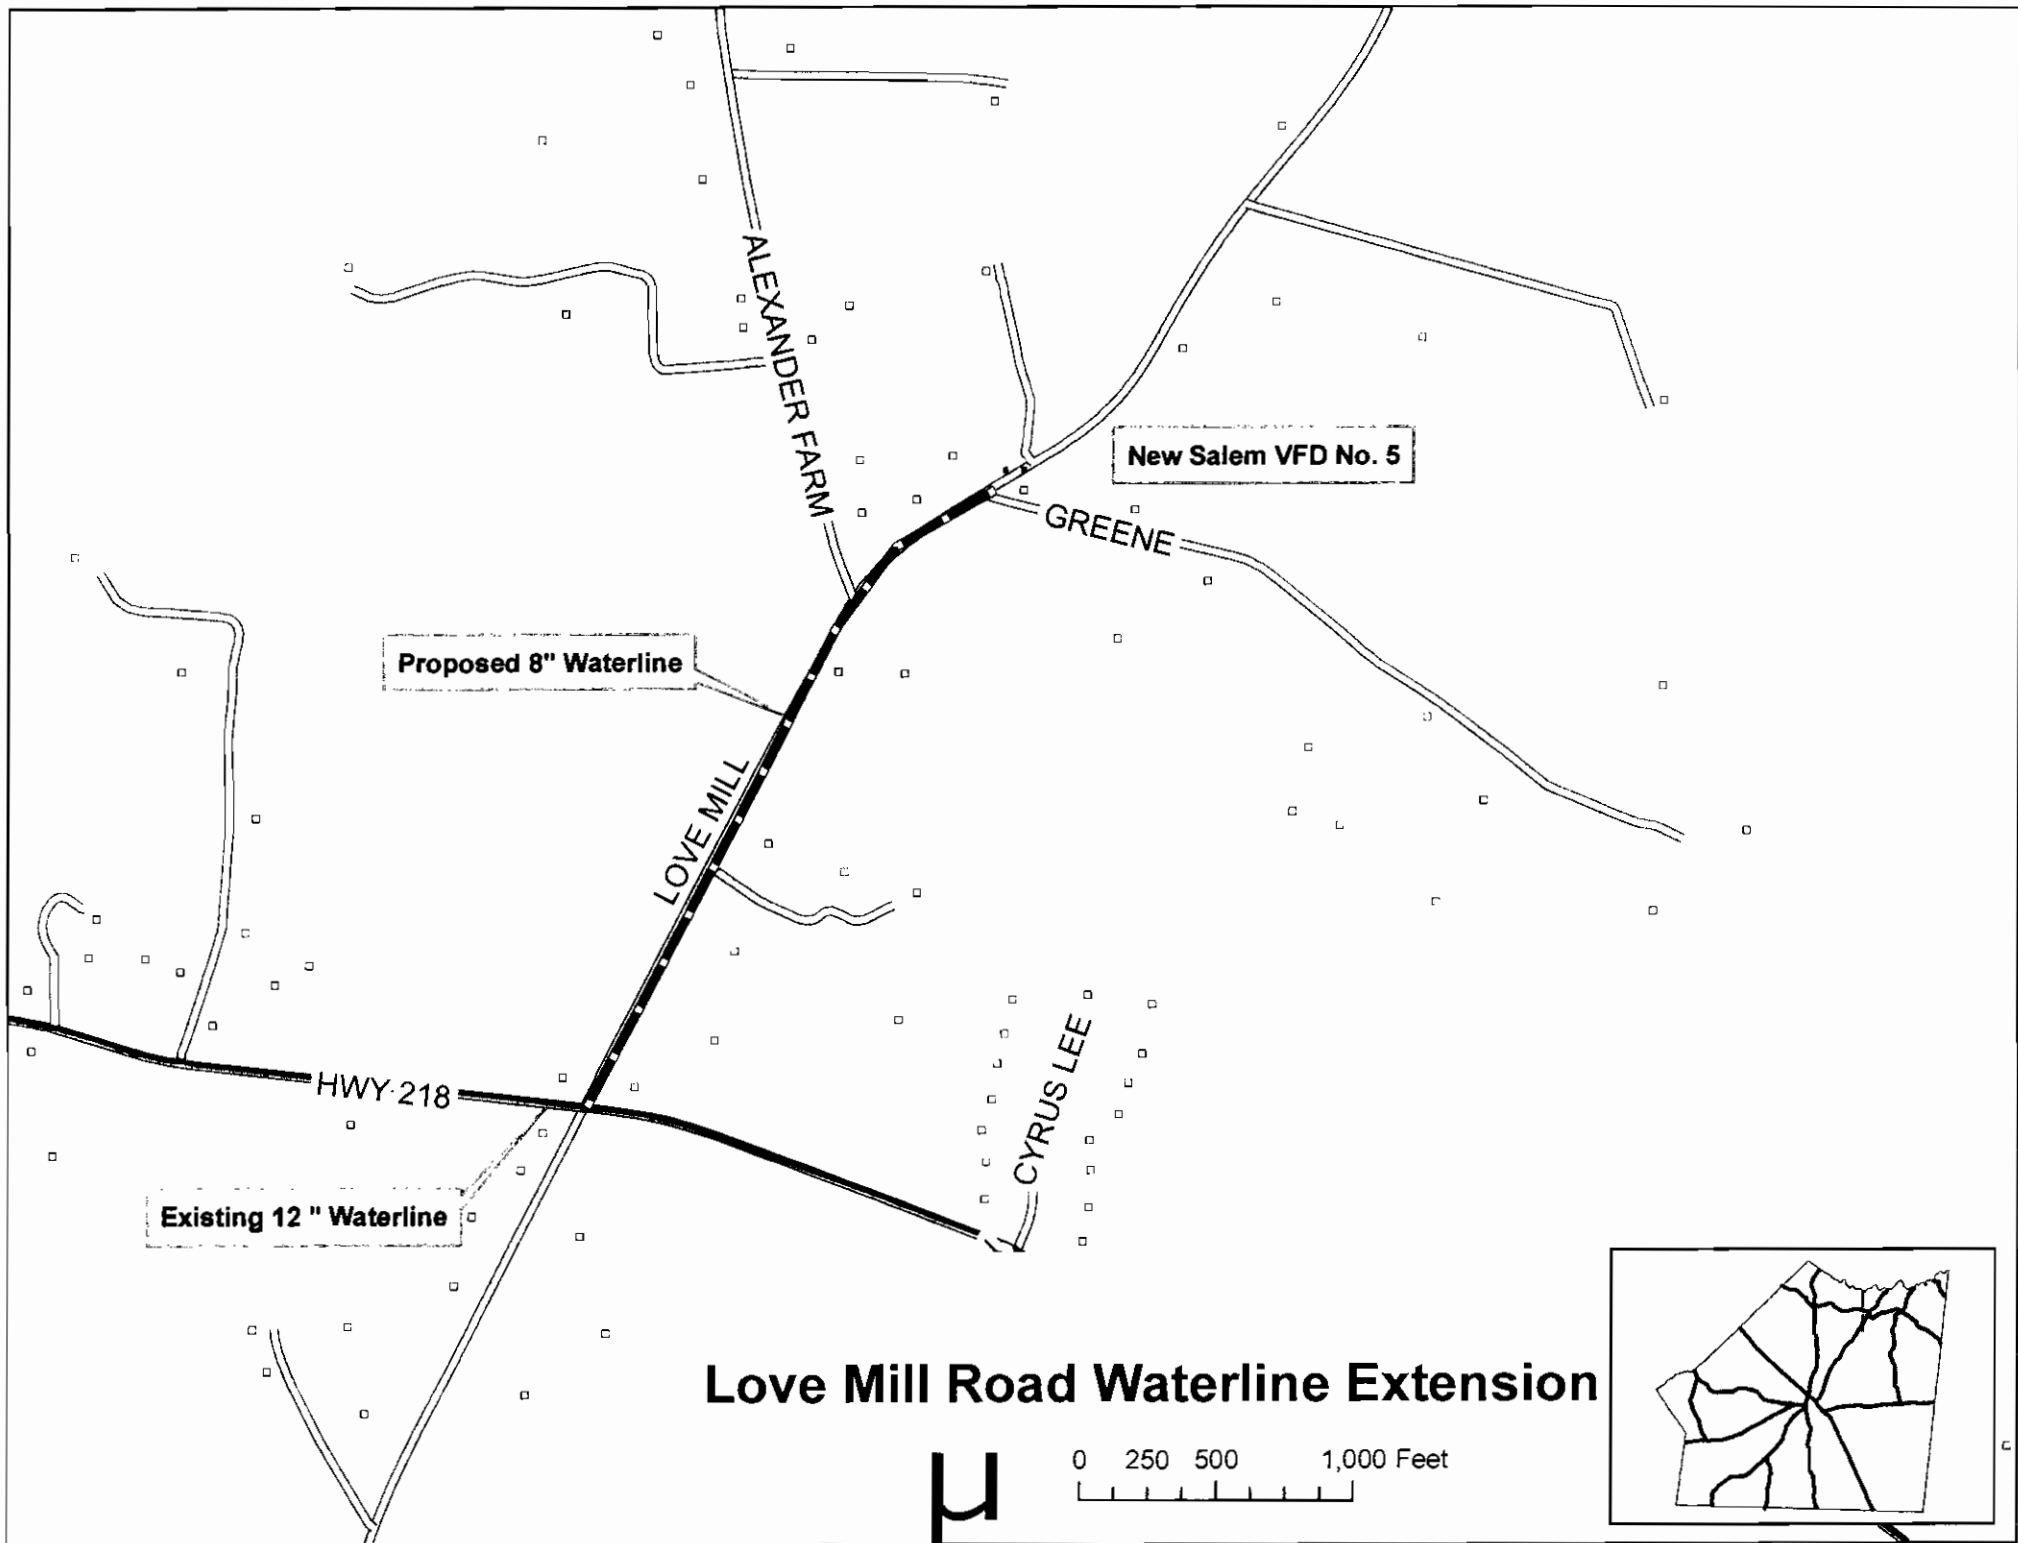 ALEXANDER FARM
New Salem VFD No. 5
GREENE
Proposed 8" Waterline
LOVE MILL
HWY 218
CYRUS LEE
Existing 12 " Waterline
Love Mill Road Waterline Extension
µ
0 250 500 1,000 Feet